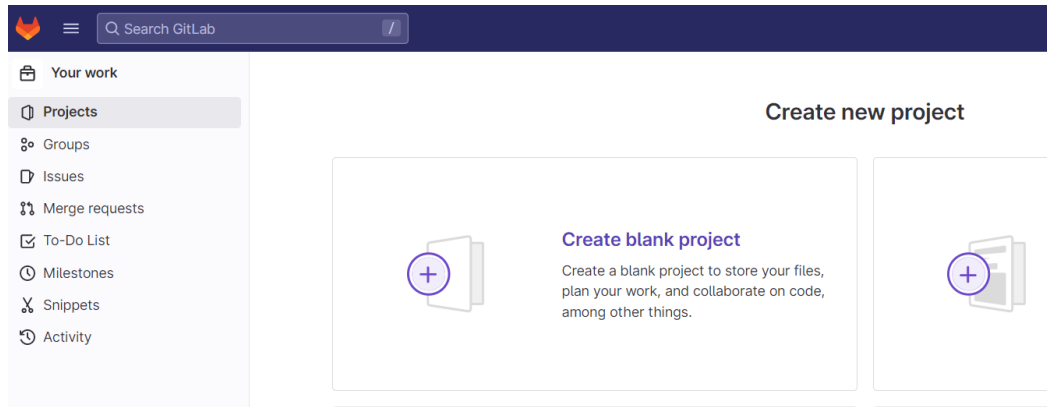 Search GitLab /
Your work
Projects
Groups
Issues
Merge requests
To-Do List
Milestones
Snippets
Activity
Create new project
Create blank project
Create a blank project to store your files,
plan your work, and collaborate on code,
among other things.